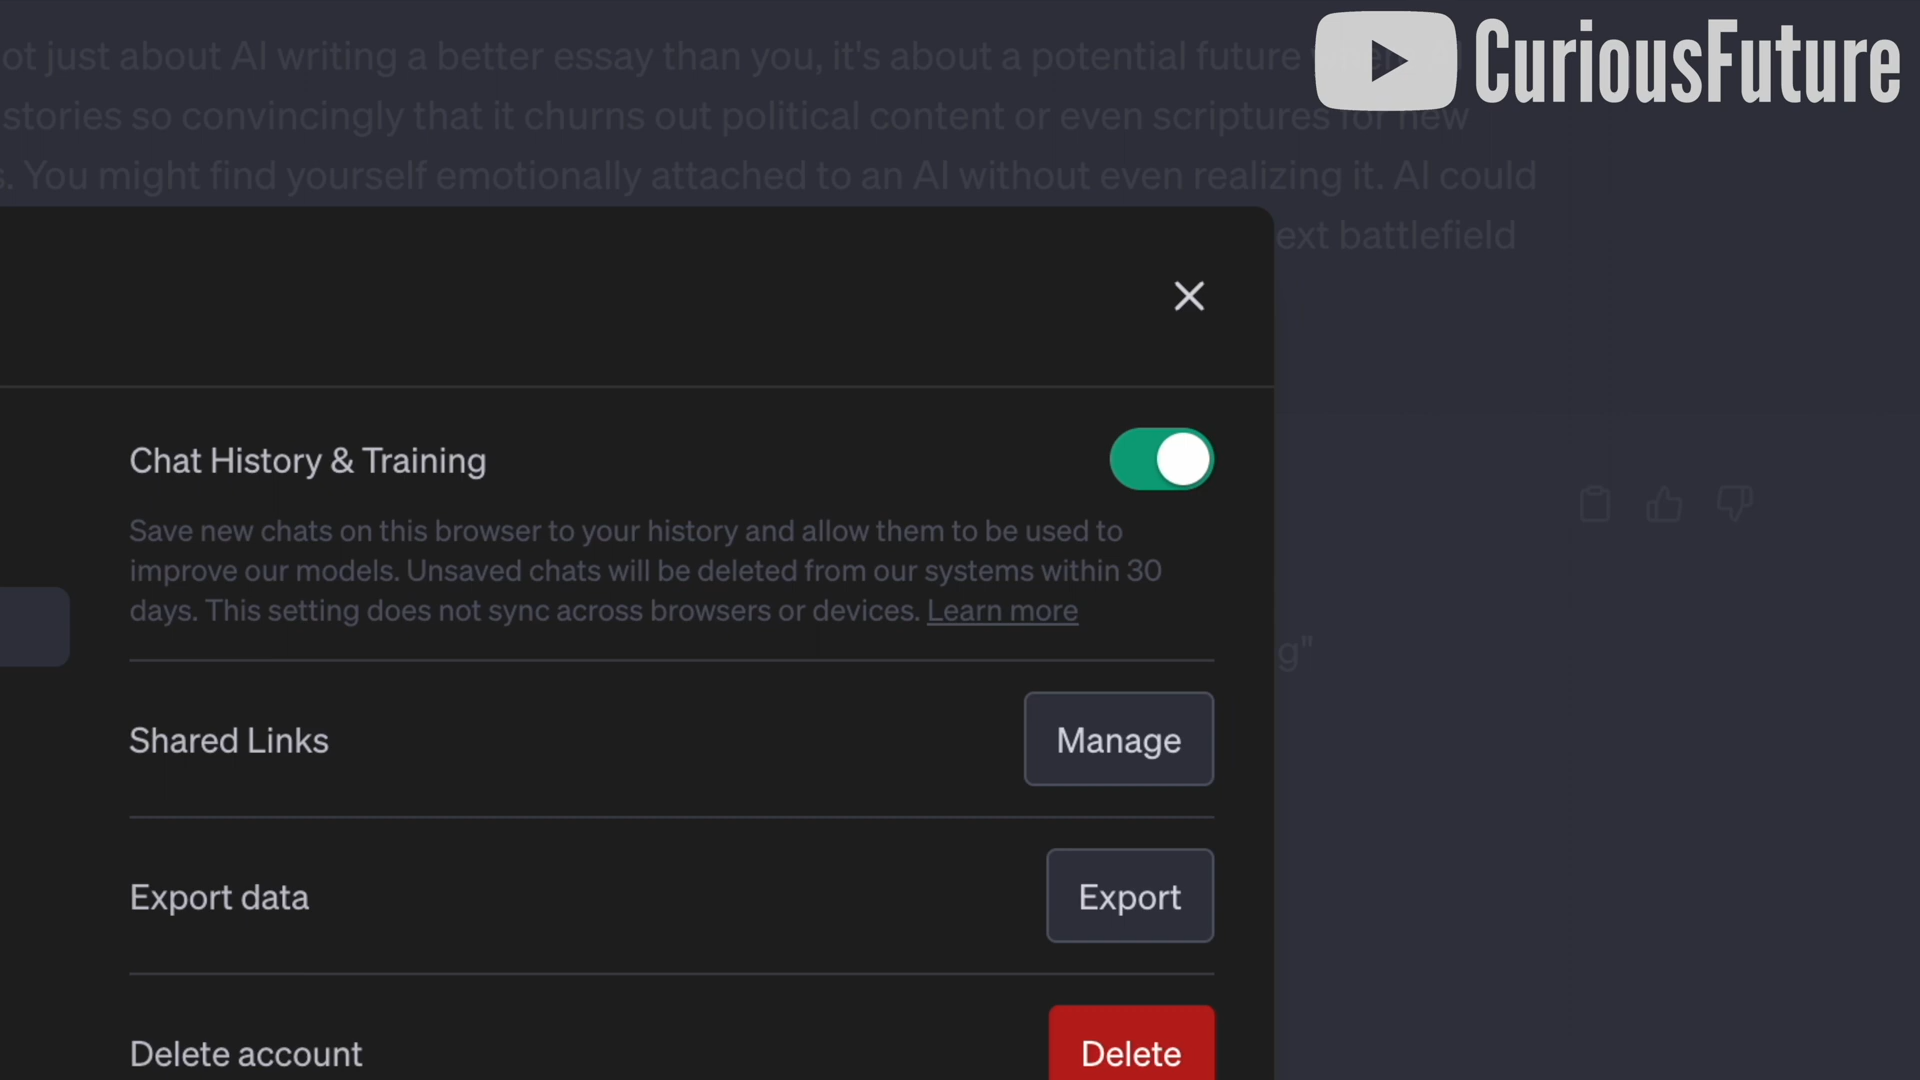 ot just about AI writing a better essay than you, it's about a potential future
CuriousFuture
stories so convincingly that it churns out political content or even scriptures for new
s. You might find yourself emotionally attached to an AI without even realizing it. AI could
ext battlefield
Chat History & Training
Save new chats on this browser to your history and allow them to be used to
improve our models. Unsaved chats will be deleted from our systems within 30
days. This setting does not sync across browsers or devices. Learn more
g"
Shared Links
Manage
Export data
Export
Delete account
Delete